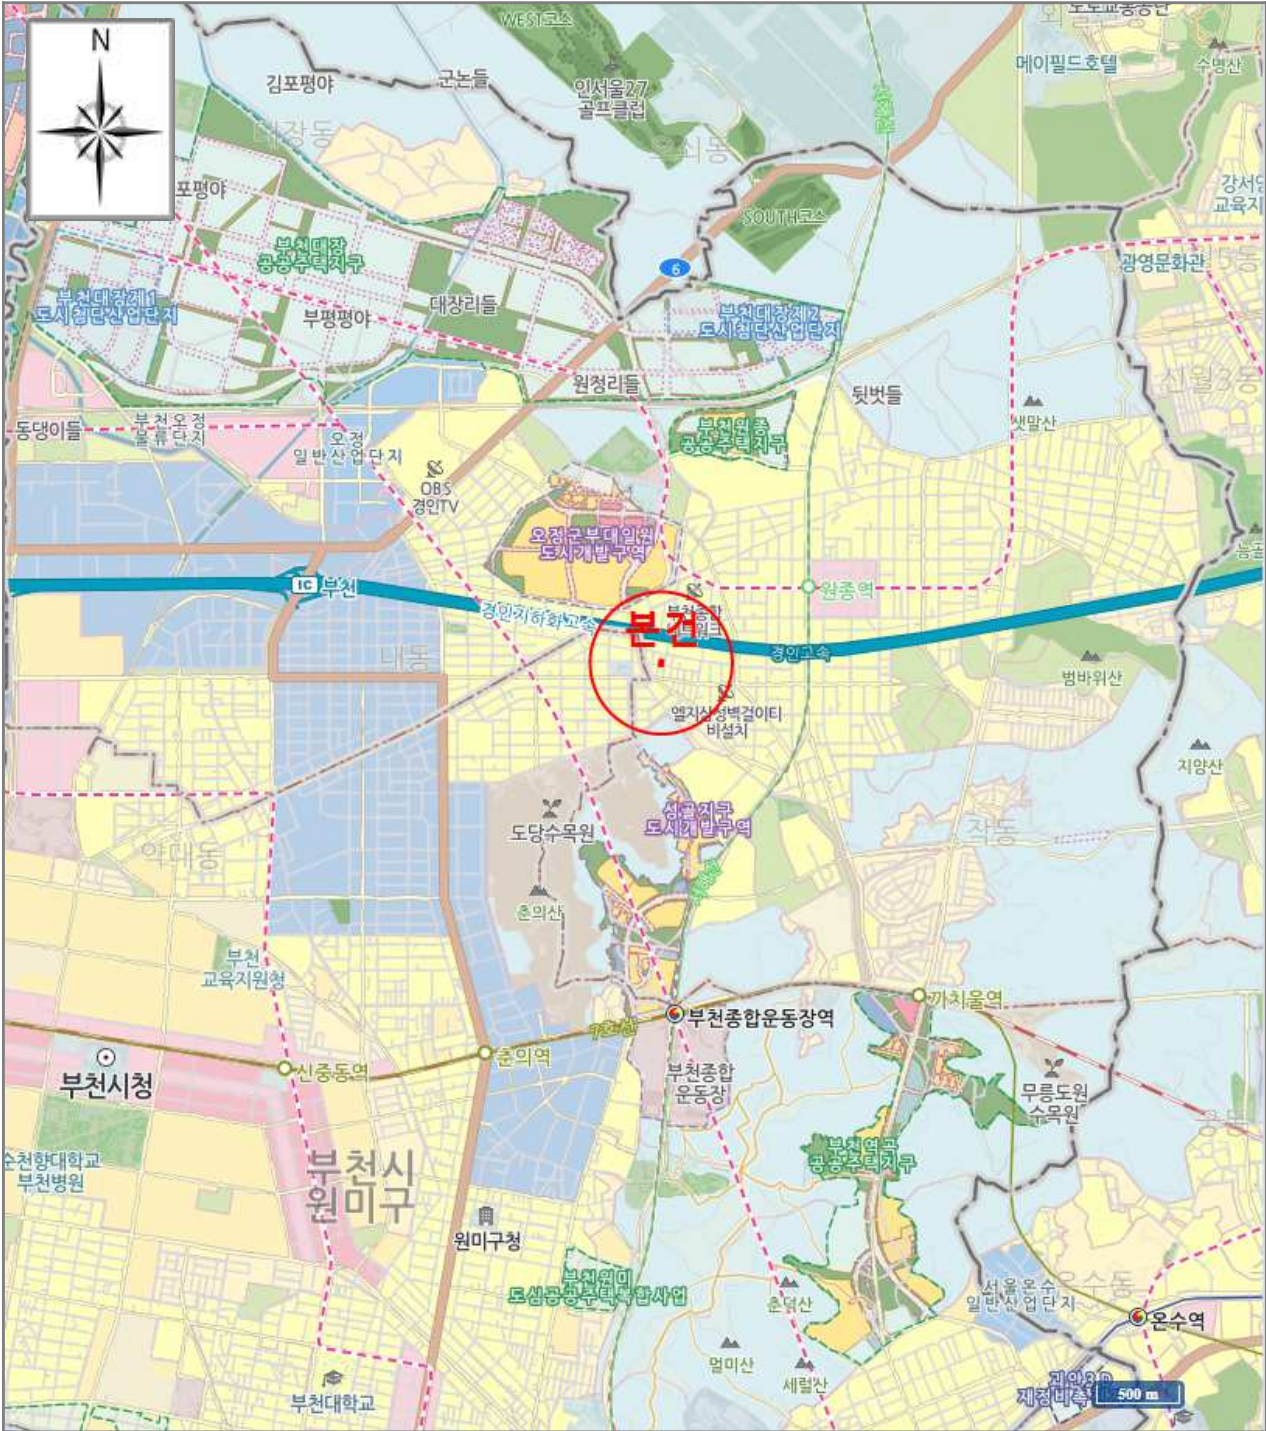 N
WEST코스
김포평야
군논들
인서울27
골프클럽
메이필드호텔
수명산
대장동
오쇠동
포평야
강서양
교육지
SOUTH코스
부천대장
공공주택지구
6
광영문화관
부천대장제1
도시첨단산업단지
부평평야
대장리들
부천대장제2
도시첨단산업단지
원정리들
뒷벗들
신월3동
샛말산
동댕이들
부천오정
물류단지
오정
일반산업단지
부천원종
공공주택지구
OBS
경인TV
오정군부대일원
도시개발구역
IC 부천
원종역
경인지하화고속
본건
경인고속
내동
범바위산
엘지삼성벽걸이티
비설치
지양산
도당수목원
성골지구
도시개발구역
약대동
작동
춘의산
부천
교육지원청
까치울역
부천종합운동장역
7호선
춘의역
신중동역
부천시청
부천종합
운동장
무릉도원
수목원
순천향대학교
부천병원
부천시
원미구
부천역곡
공공주택지구
원미구청
부천원미
도심공공주택복합사업
춘덕산
서울온수
일반산업단지
온수동
온수역
멀미산
세럴산
부천대학교
500 m